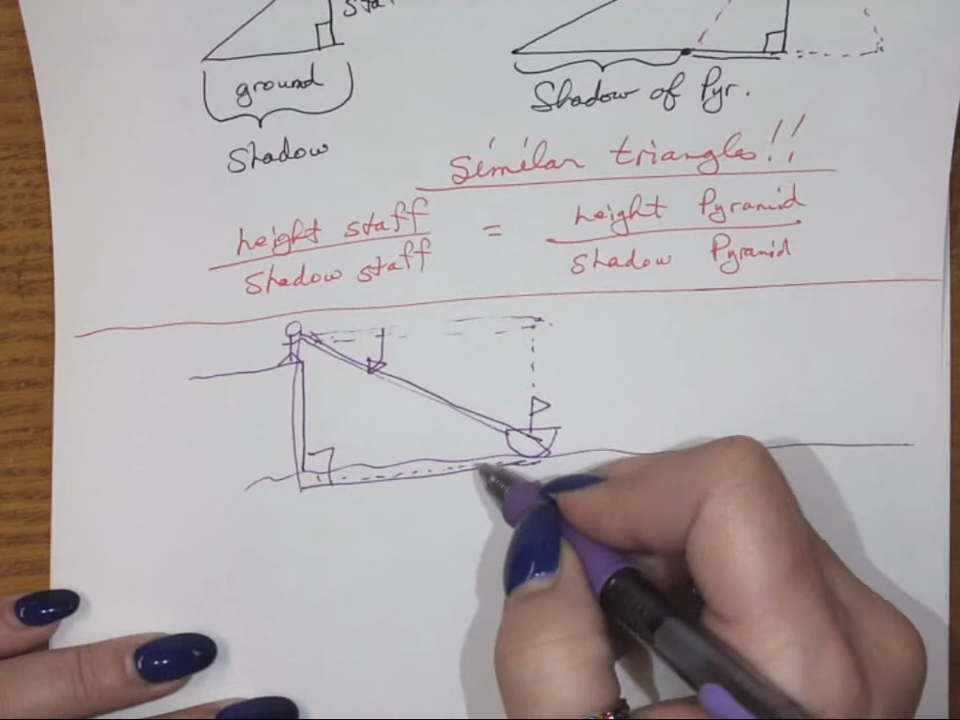 ground
Shadow of Pyr.
Shadow
Similar triangles!!
height staff = height Pyramid
Shadow staff Shadow Pyramid